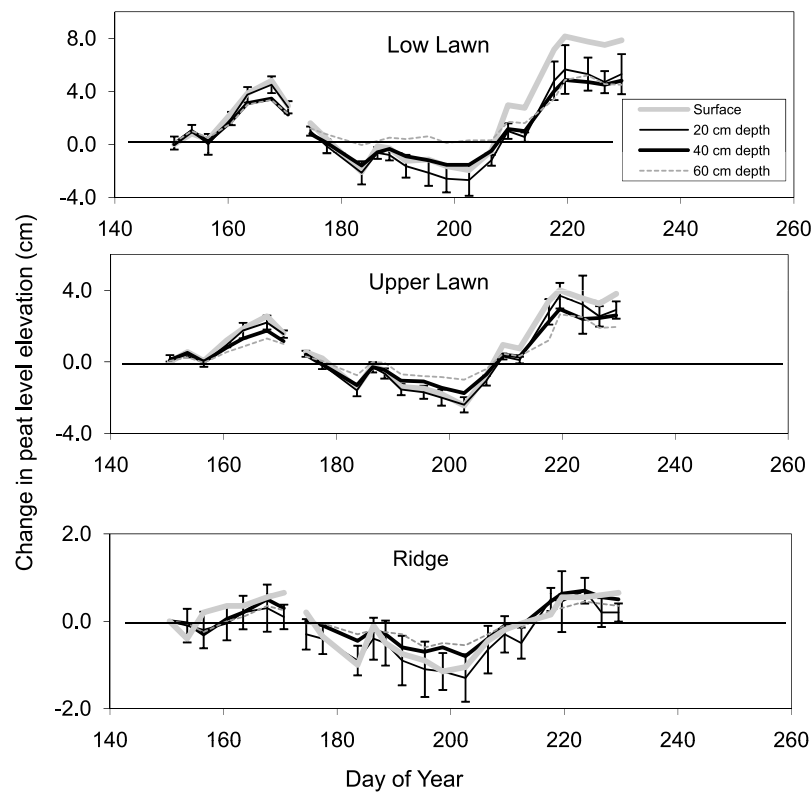 Low Lawn
8.0
4.0
0.0
-4.0
Surface
20 cm depth
40 cm depth
60 cm depth
140 160 180 200 220 240 260
Upper Lawn
4.0
0.0
-4.0
140 160 180 200 220 240 260
Ridge
2.0
0.0
-2.0
140 160 180 200 220 240 260
Change in peat level elevation (cm)
Day of Year